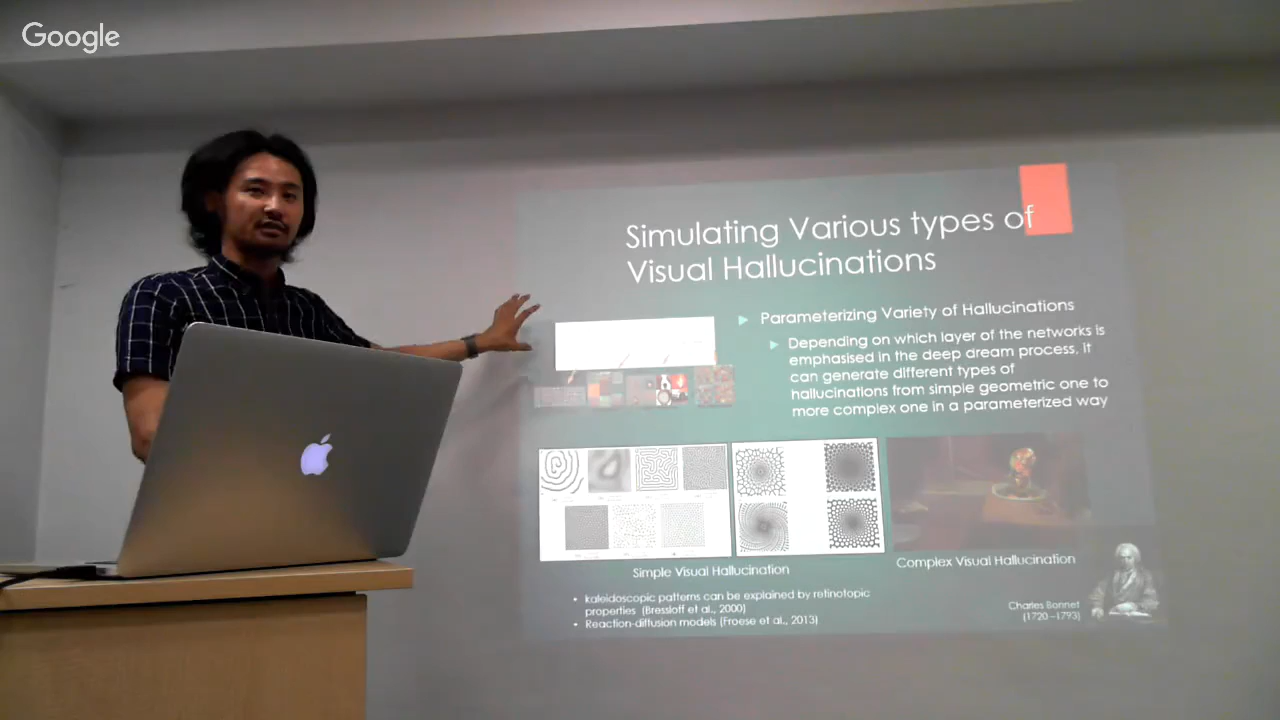 Google
Simulating Various types of
Visual Hallucinations
Parameterizing Variety of Hallucinations
Depending on which layer of the networks is
emphasised in the deep dream process, it
can generate different types of
hallucinations from simple geometric one to
more complex one in a parameterized way
Simple Visual Hallucination
Complex Visual Hallucination
• kaleidoscopic patterns can be explained by retinotopic
properties (Bressloff et al., 2000)
• Reaction-diffusion models (Froese et al., 2013)
Charles Bonnet
(1720 –1793)